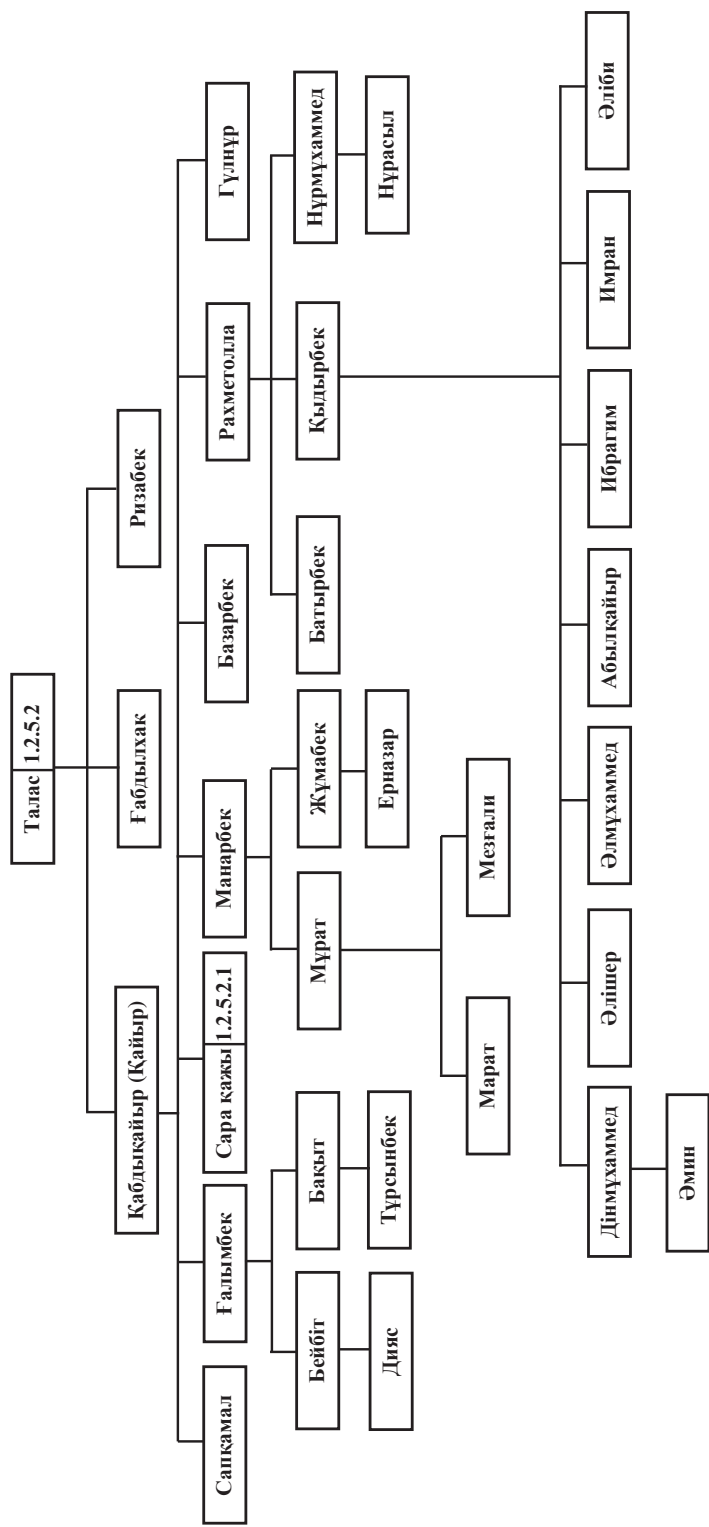 Талас 1.2.5.2
Қабдықайыр (Қайыр) Ғабдылхак Ризабек
Сапқамал Ғалымбек Сара қажы 1.2.5.2.1 Манарбек Базарбек Рахметолла Гүлнұр
Бейбіт Бақыт Мұрат Жұмабек Батырбек Қыдырбек Нұрмұхаммед
Дияс Тұрсынбек Ерназар Нұрасыл
Марат Мезғали
Дінмұхаммед Әлішер Әлмұхаммед Абылқайыр Ибрагим Имран Әліби
Әмин